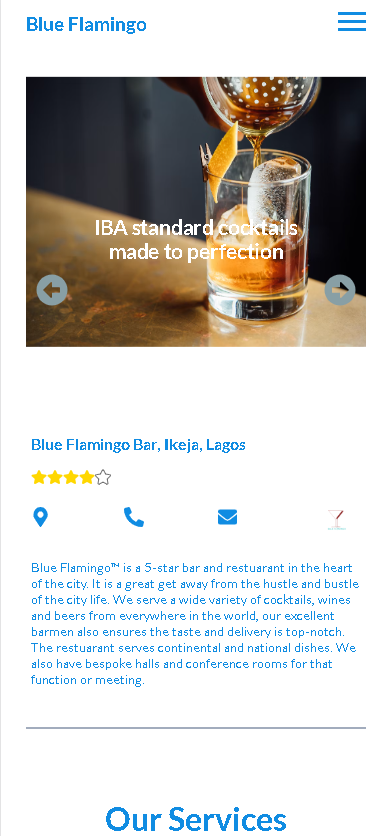 Blue Flamingo
IBA standard cocktails
made to perfection
Blue Flamingo Bar, Ikeja, Lagos
Blue Flamingo™ is a 5-star bar and restuarant in the heart
of the city. It is a great get away from the hustle and bustle
of the city life. We serve a wide variety of cocktails, wines
and beers from everywhere in the world, our excellent
barmen also ensures the taste and delivery is top-notch.
The restuarant serves continental and national dishes. We
also have bespoke halls and conference rooms for that
function or meeting.
Our Services